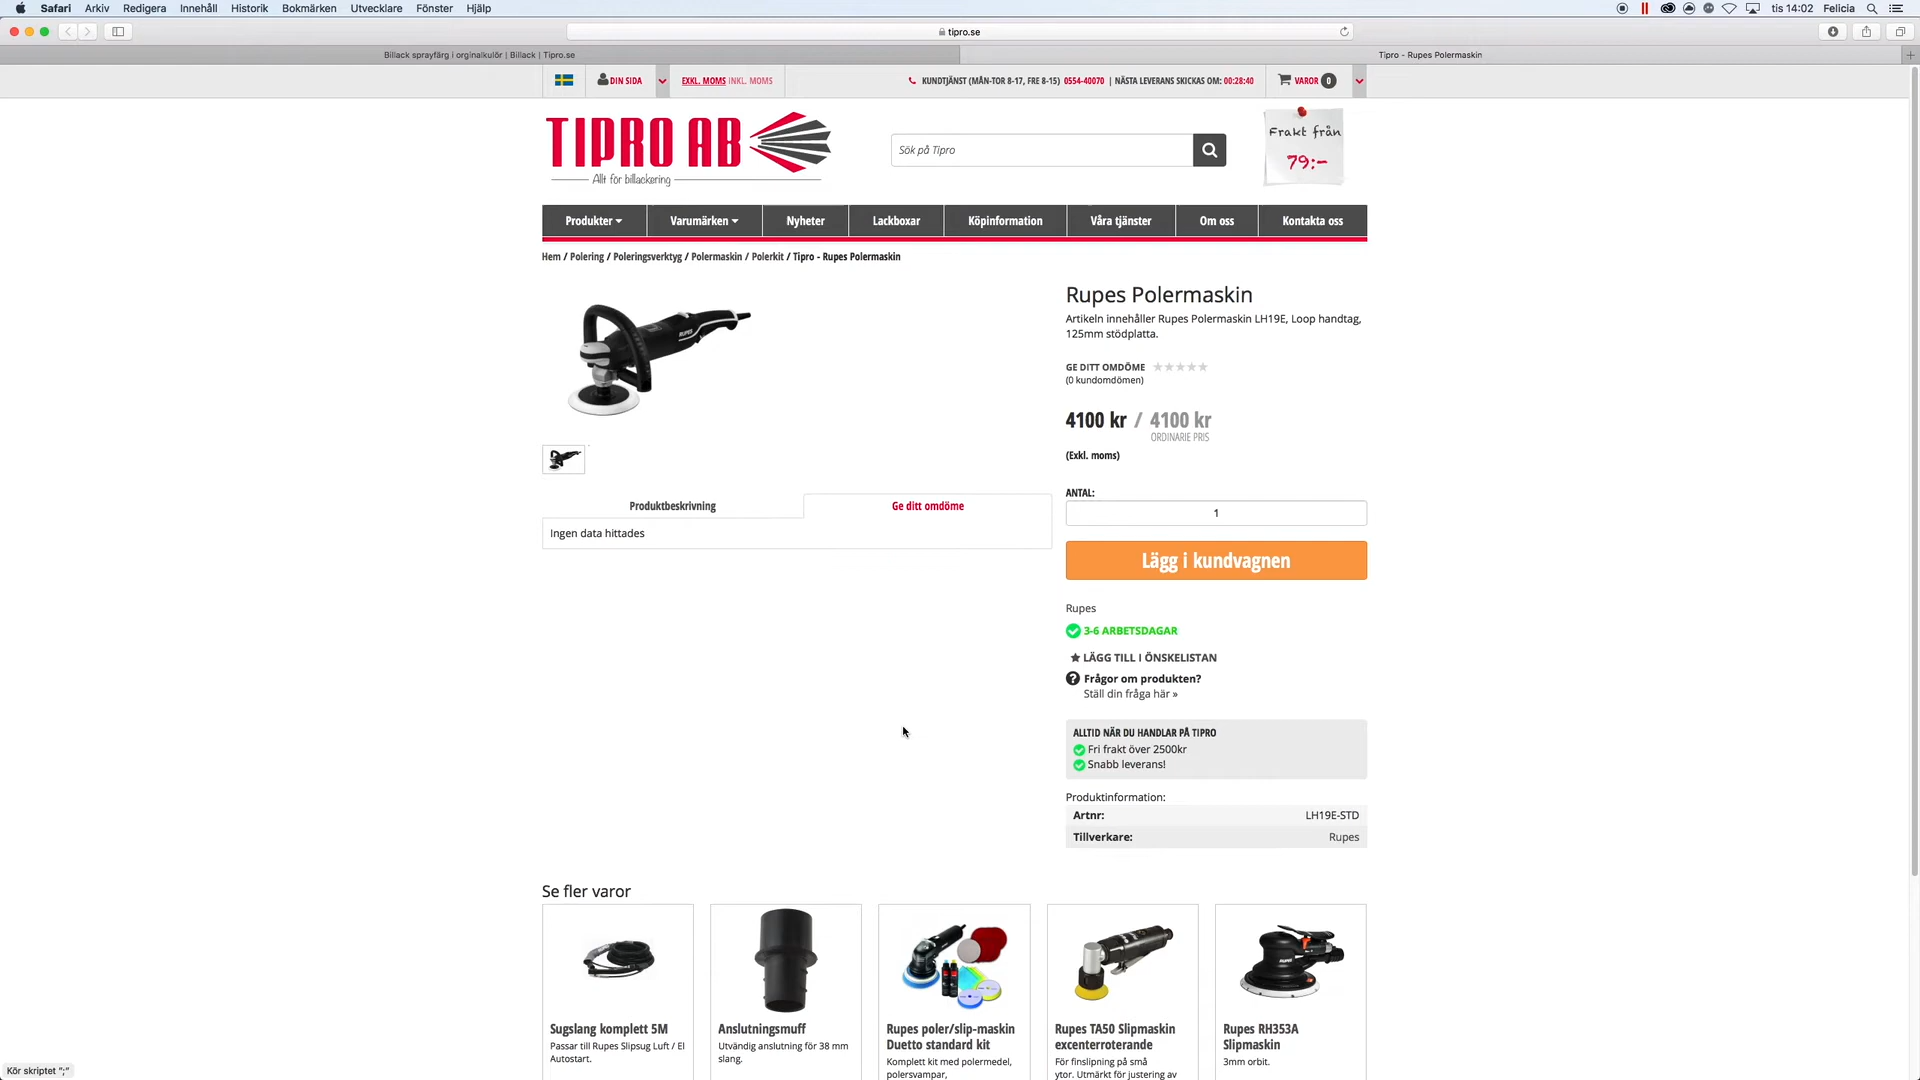 Safari Arkiv Redigera Innehåll Historik Bokmärken Utvecklare Fönster Hjälp tis 14:02 Felicia
tipro.se
Billack sprayfärg i orginalkulör | Billack | Tipro.se Tipro - Rupes Polermaskin
DIN SIDA EXKL. MOMS INKL. MOMS KUNDTJÄNST (MÅN-TOR 8-17, FRE 8-15) 0554-40070 | NÄSTA LEVERANS SKICKAS OM: 00:28:40 VAROR 0
TIPRO AB
Allt för billackering
Sök på Tipro
Frakt från
79:-
Produkter Varumärken Nyheter Lackboxar Köpinformation Våra tjänster Om oss Kontakta oss
Hem / Polering / Poleringsverktyg / Polermaskin / Polerkit / Tipro - Rupes Polermaskin
RUPES
Rupes Polermaskin
Artikeln innehåller Rupes Polermaskin LH19E, Loop handtag,
125mm stödplatta.
GE DITT OMDÖME
(0 kundomdömen)
4100 kr / 4100 kr
ORDINARIE PRIS
(Exkl. moms)
Produktbeskrivning Ge ditt omdöme
Ingen data hittades
ANTAL:
1
Lägg i kundvagnen
Rupes
3-6 ARBETSDAGAR
LÄGG TILL I ÖNSKELISTAN
Frågor om produkten?
Ställ din fråga här »
ALLTID NÄR DU HANDLAR PÅ TIPRO
Fri frakt över 2500kr
Snabb leverans!
Produktinformation:
Artnr: LH19E-STD
Tillverkare: Rupes
Se fler varor
Sugslang komplett 5M
Passar till Rupes Slipsug Luft / El
Autostart.
Anslutningsmuff
Utvändig anslutning för 38 mm
slang.
Rupes poler/slip-maskin
Duetto standard kit
Komplett kit med polermedel,
polersvampar,
Rupes TA50 Slipmaskin
excenterroterande
För finslipning på små
ytor. Utmärkt för justering av
Rupes RH353A
Slipmaskin
3mm orbit.
Kör skriptet ";"